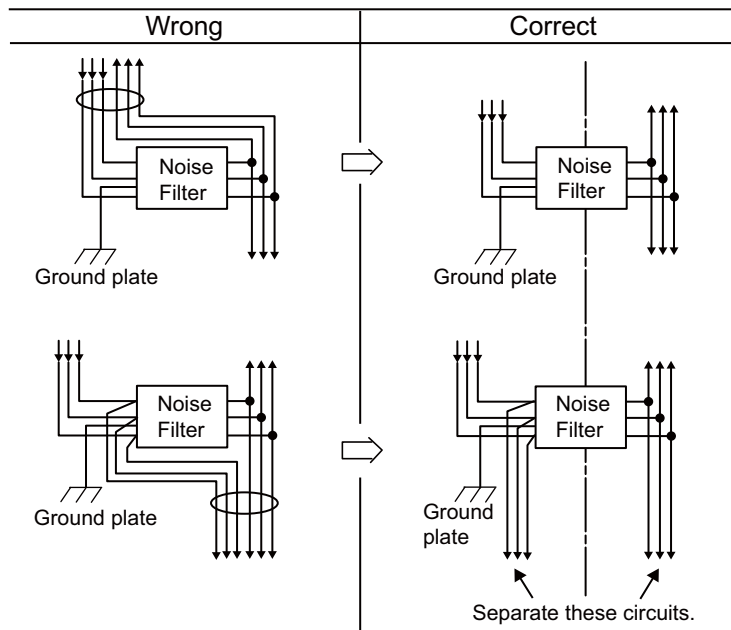 Wrong
Correct
Noise
Filter
Ground plate
Noise
Filter
Ground plate
Noise
Filter
Ground plate
Noise
Filter
Ground
plate
Separate these circuits.